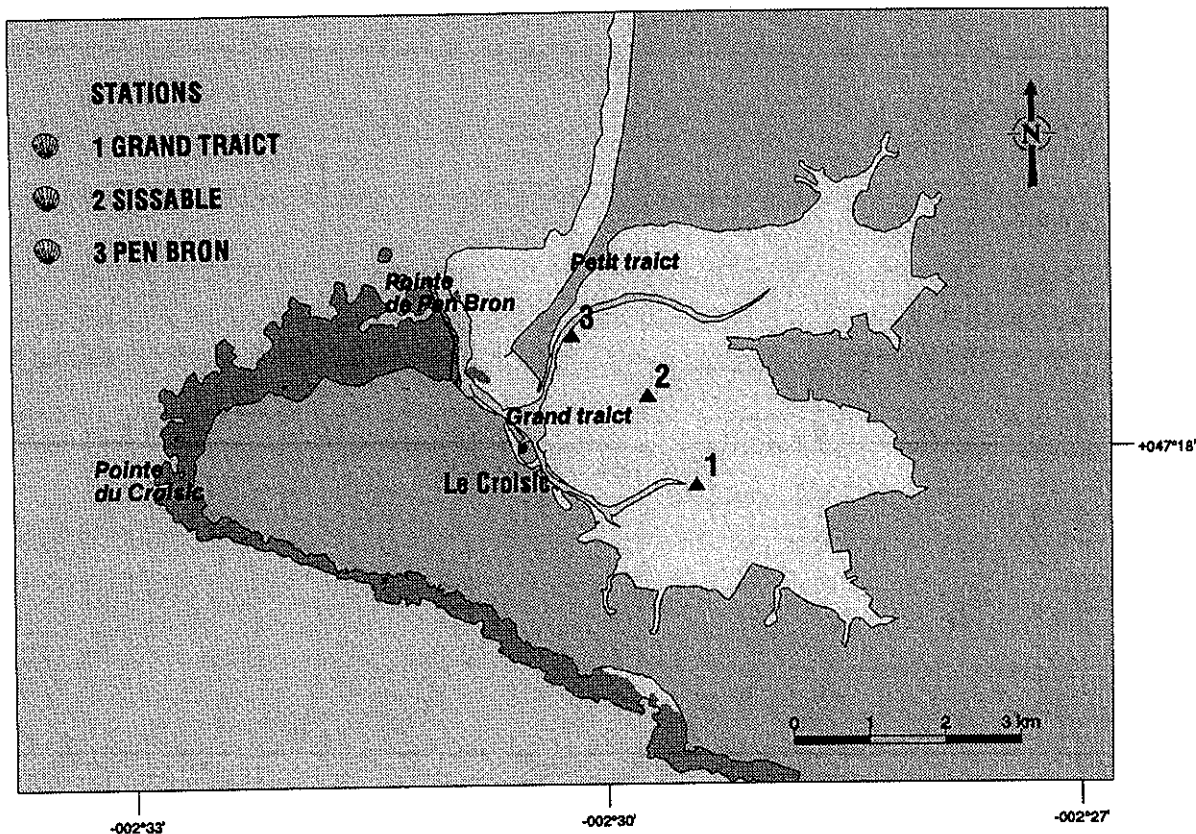 STATIONS
1 GRAND TRAICT
2 SISSABLE
3 PEN BRON
N
Petit traict
Pointe
de Pen Bron
3
2
Grand traict
+047°18'
1
Pointe
du Croisic
Le Croisic
0 1 2 3 km
-002°33'
-002°30'
-002°27'